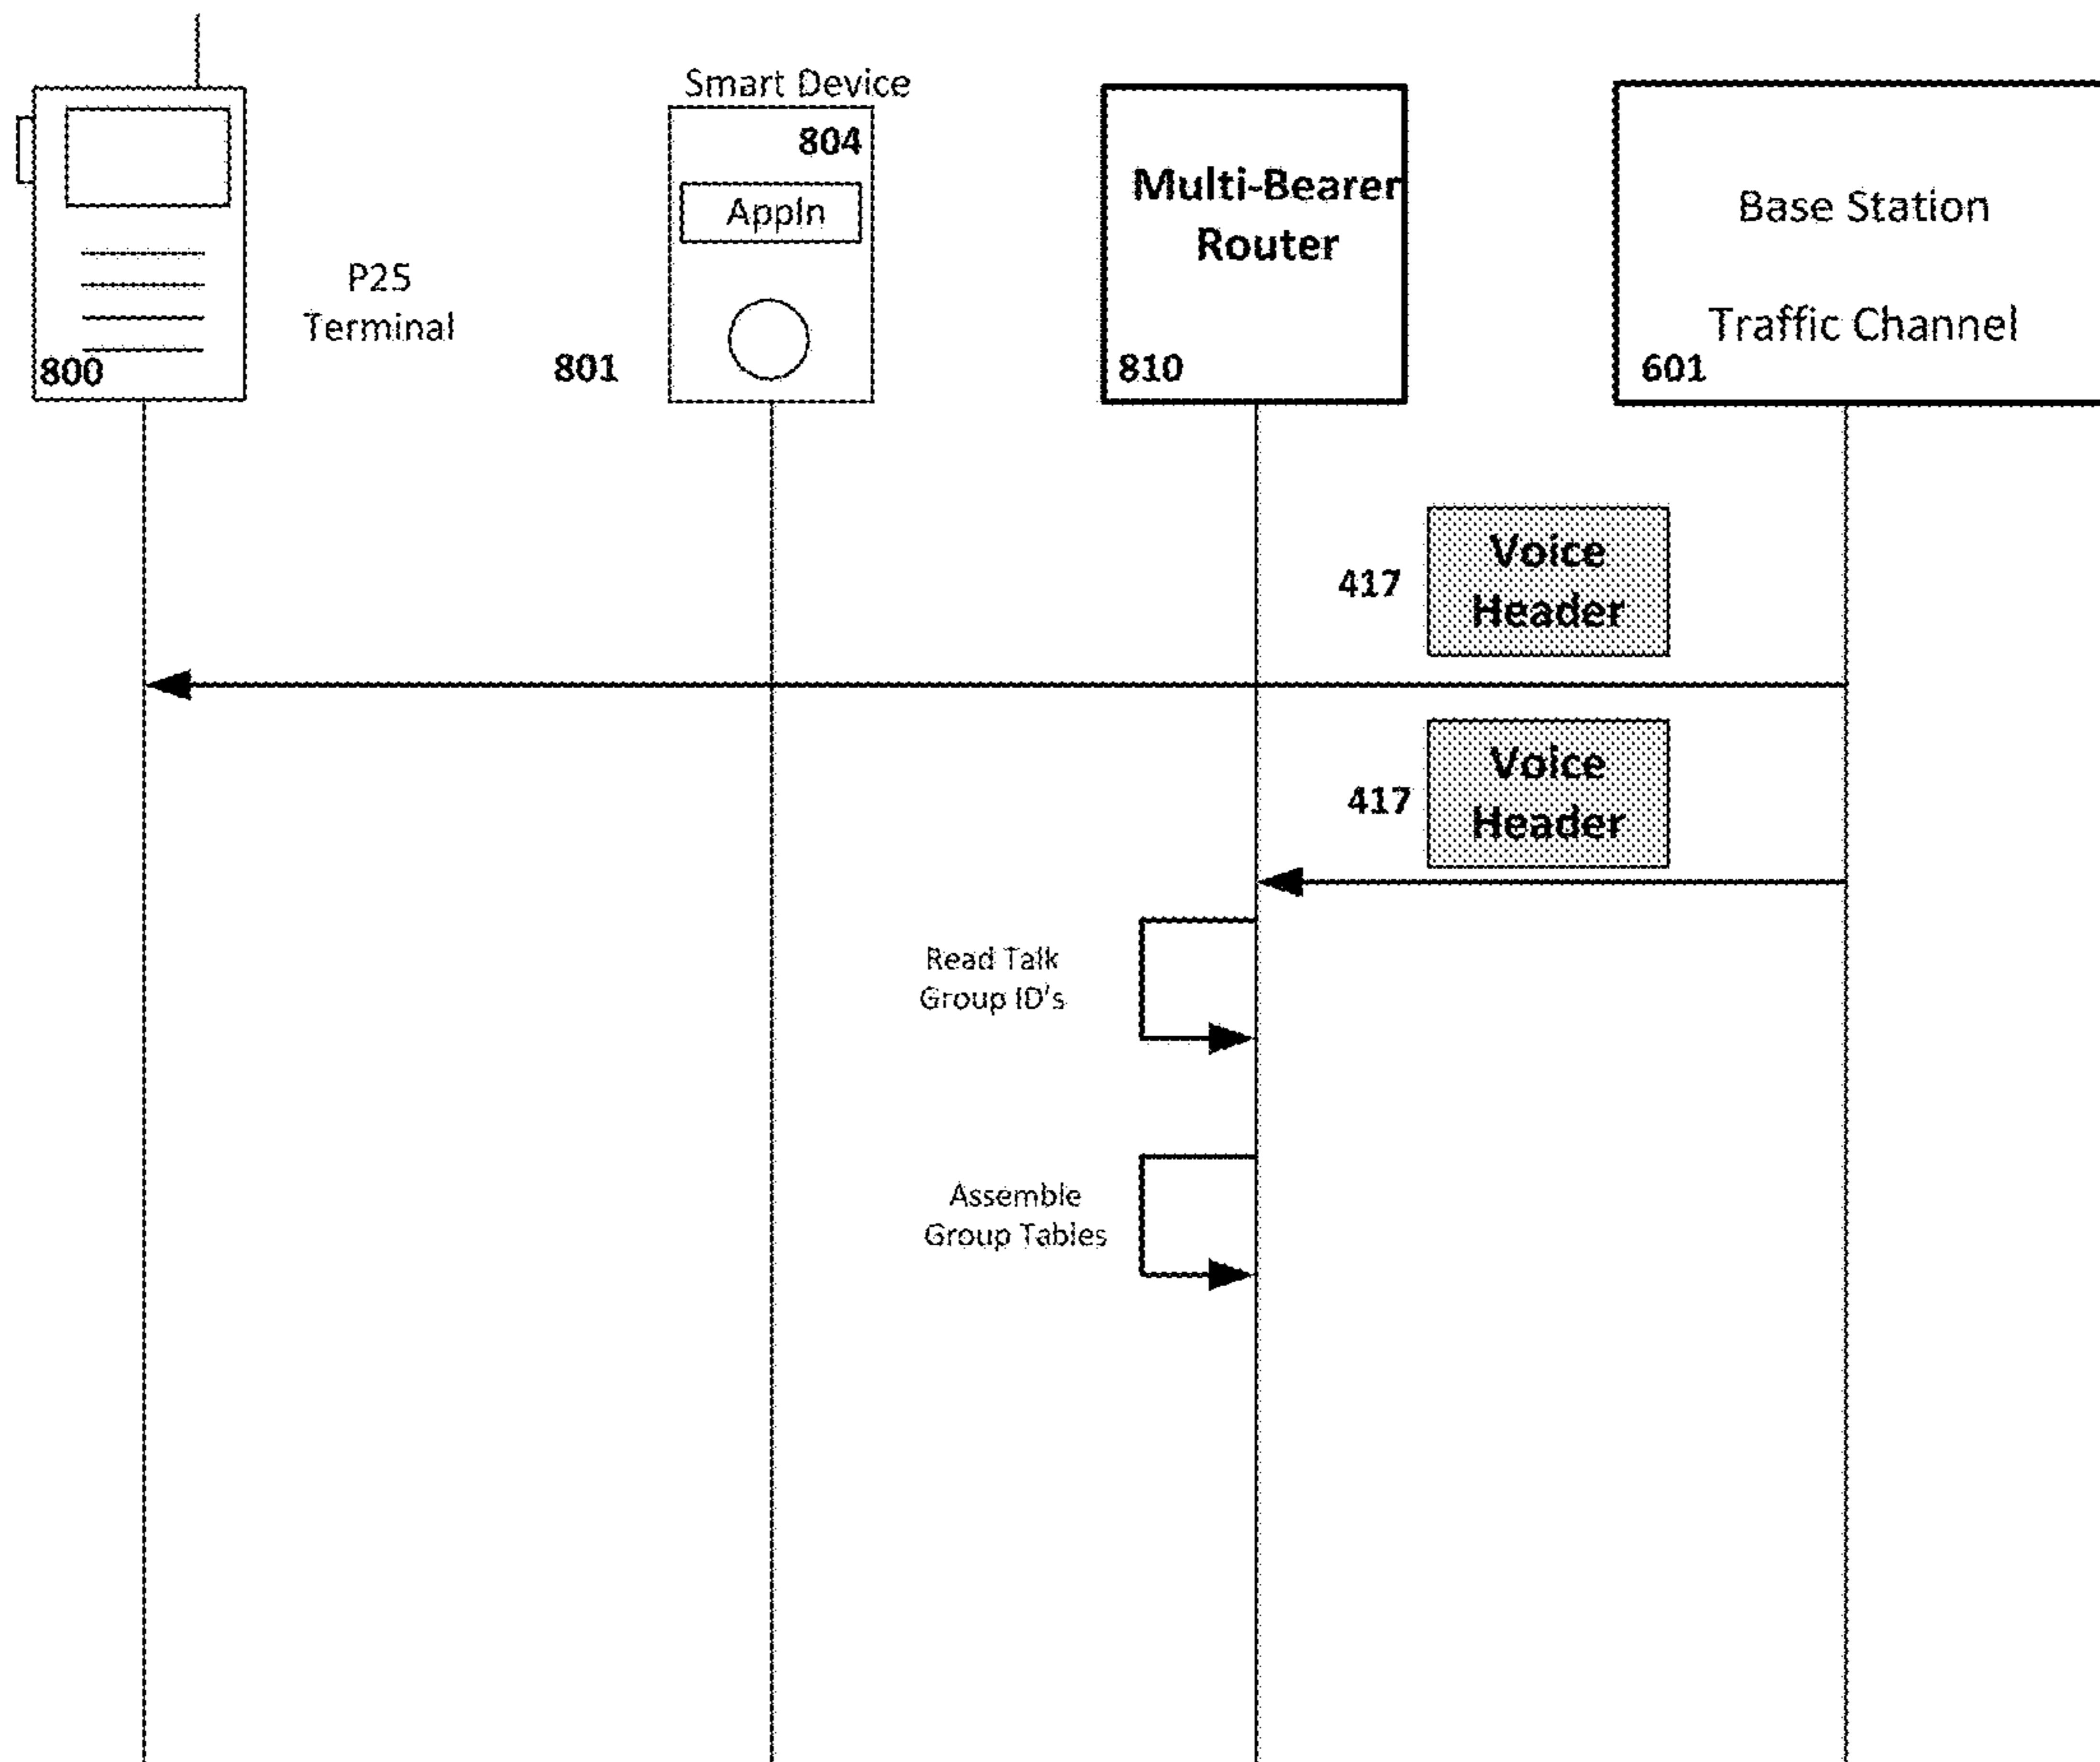 Smart Device
804
Appln
P25
Terminal
800
801
Multi-Bearer
Router
810
Base Station
Traffic Channel
601
Voice
Header
417
Voice
Header
417
Read Talk
Group ID's
Assemble
Group Tables